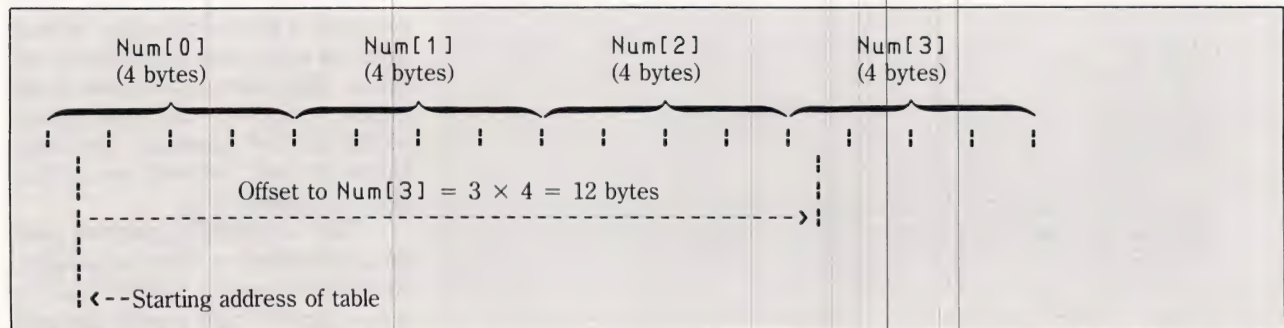 Num[0] Num[1] Num[2] Num[3]
(4 bytes) (4 bytes) (4 bytes) (4 bytes)
Offset to Num[3] = 3 × 4 = 12 bytes
Starting address of table